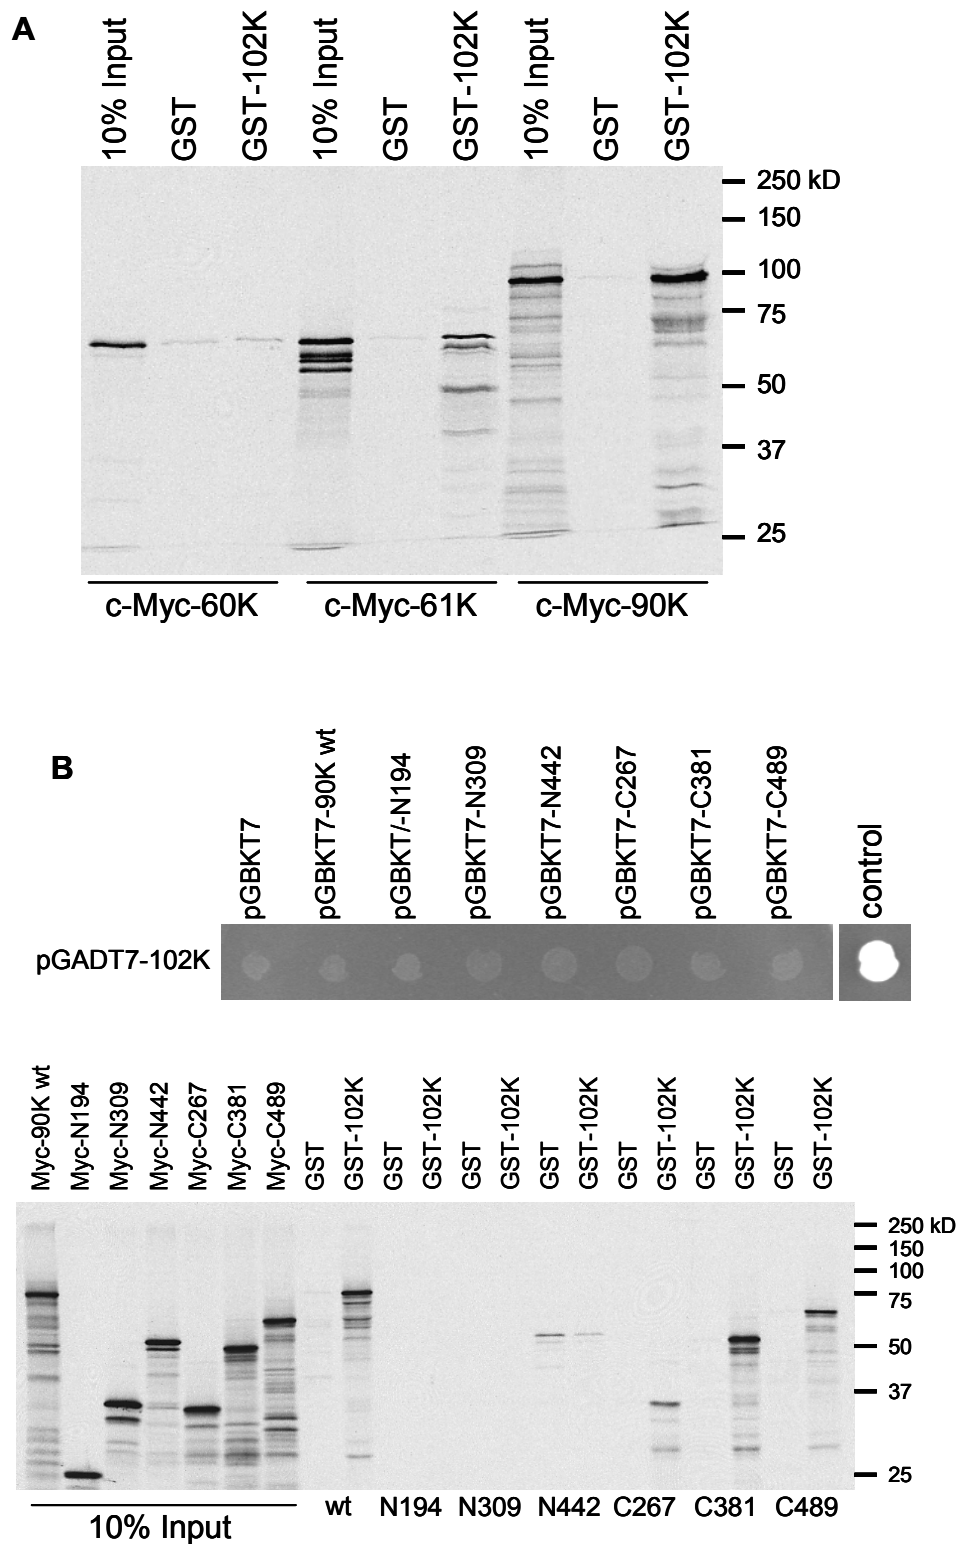 A
10% Input
GST
GST-102K
10% Input
GST
GST-102K
10% Input
GST
GST-102K
250 kD
150
100
75
50
37
25
c-Myc-60K
c-Myc-61K
c-Myc-90K
B
pGBKT7
pGBKT7-90K wt
pGBKT/-N194
pGBKT7-N309
pGBKT7-N442
pGBKT7-C267
pGBKT7-C381
pGBKT7-C489
control
pGADT7-102K
Myc-90K wt
Myc-N194
Myc-N309
Myc-N442
Myc-C267
Myc-C381
Myc-C489
GST
GST-102K
GST
GST-102K
GST
GST-102K
GST
GST-102K
GST
GST-102K
GST
GST-102K
GST
GST-102K
250 kD
150
100
75
50
37
25
10% Input
wt
N194
N309
N442
C267
C381
C489